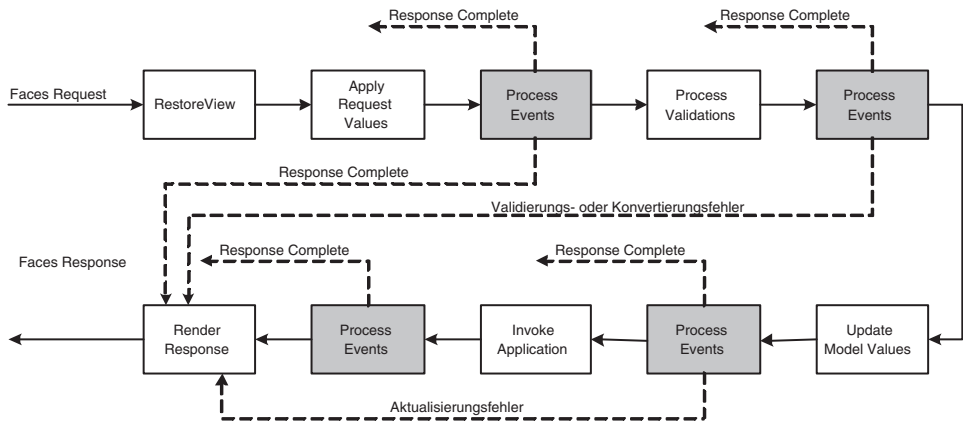 Response Complete
Response Complete
Faces Request
RestoreView
Apply
Request
Values
Process
Events
Process
Validations
Process
Events
Response Complete
Validierungs- oder Konvertierungsfehler
Faces Response
Response Complete
Response Complete
Render
Response
Process
Events
Invoke
Application
Process
Events
Update
Model Values
Aktualisierungsfehler